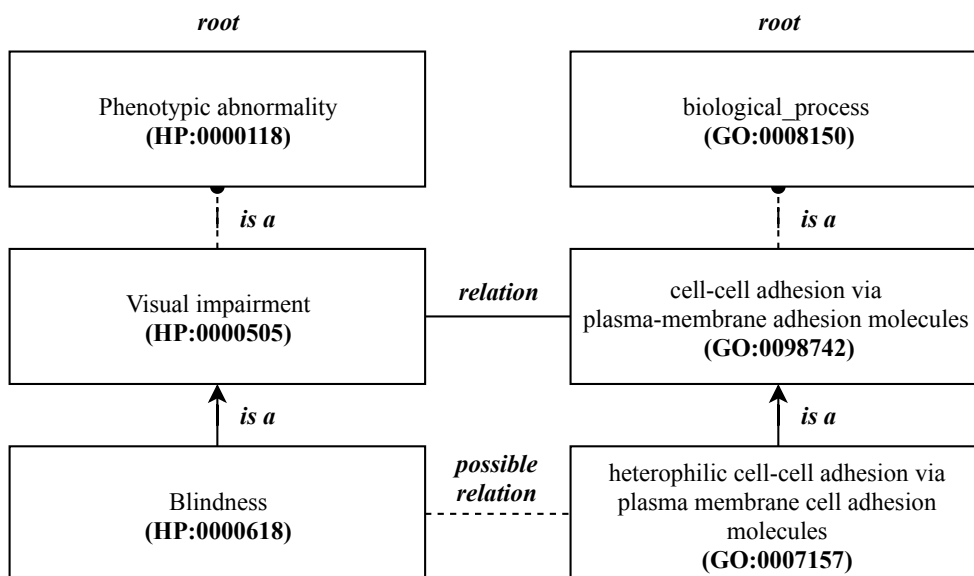 root
root
Phenotypic abnormality
(HP:0000118)
biological_process
(GO:0008150)
is a
is a
Visual impairment
(HP:0000505)
relation
cell-cell adhesion via
plasma-membrane adhesion molecules
(GO:0098742)
is a
is a
Blindness
(HP:0000618)
possible
relation
heterophilic cell-cell adhesion via
plasma membrane cell adhesion
molecules
(GO:0007157)